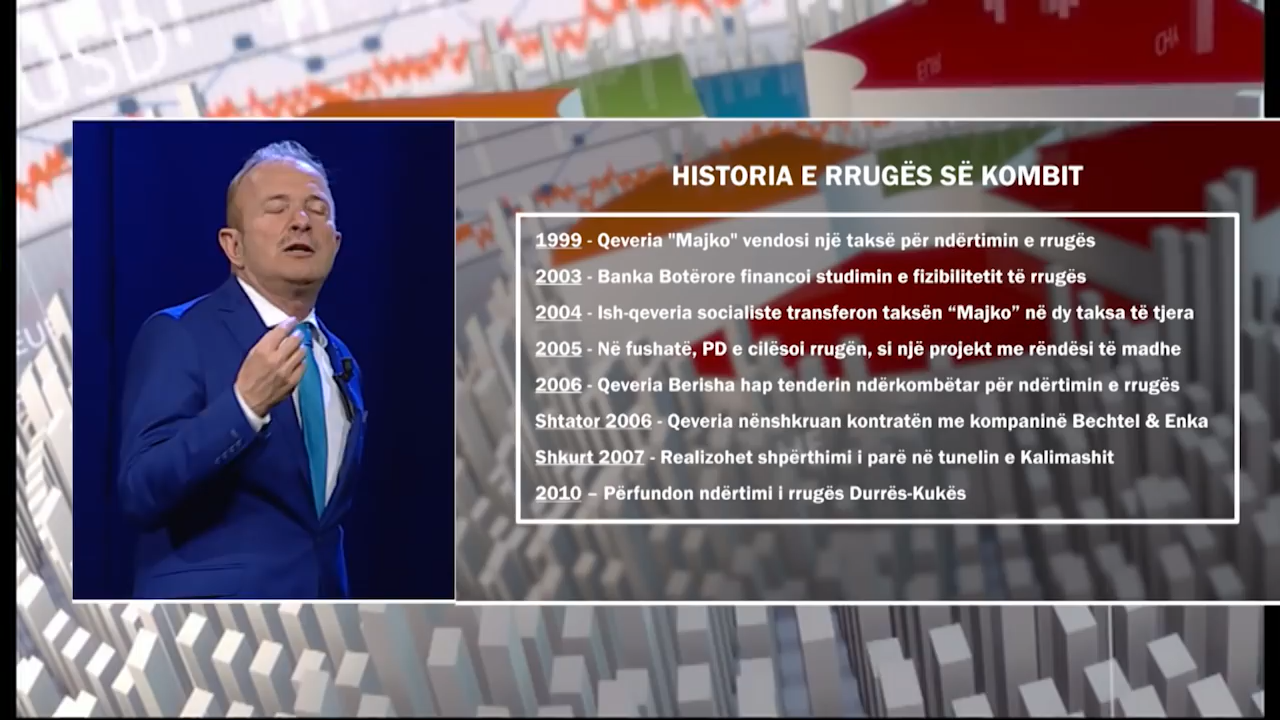 USD
EUR
CHA
HISTORIA E RRUGËS SË KOMBIT
1999 - Qeveria "Majko" vendosi një taksë për ndërtimin e rrugës
2003 - Banka Botërore financoi studimin e fizibilitetit të rrugës
2004 - Ish-qeveria socialiste transferon taksën “Majko” në dy taksa të tjera
2005 - Në fushatë, PD e cilësoi rrugën, si një projekt me rëndësi të madhe
2006 - Qeveria Berisha hap tenderin ndërkombëtar për ndërtimin e rrugës
Shtator 2006 - Qeveria nënshkruan kontratën me kompaninë Bechtel & Enka
Shkurt 2007 - Realizohet shpërthimi i parë në tunelin e Kalimashit
2010 – Përfundon ndërtimi i rrugës Durrës-Kukës